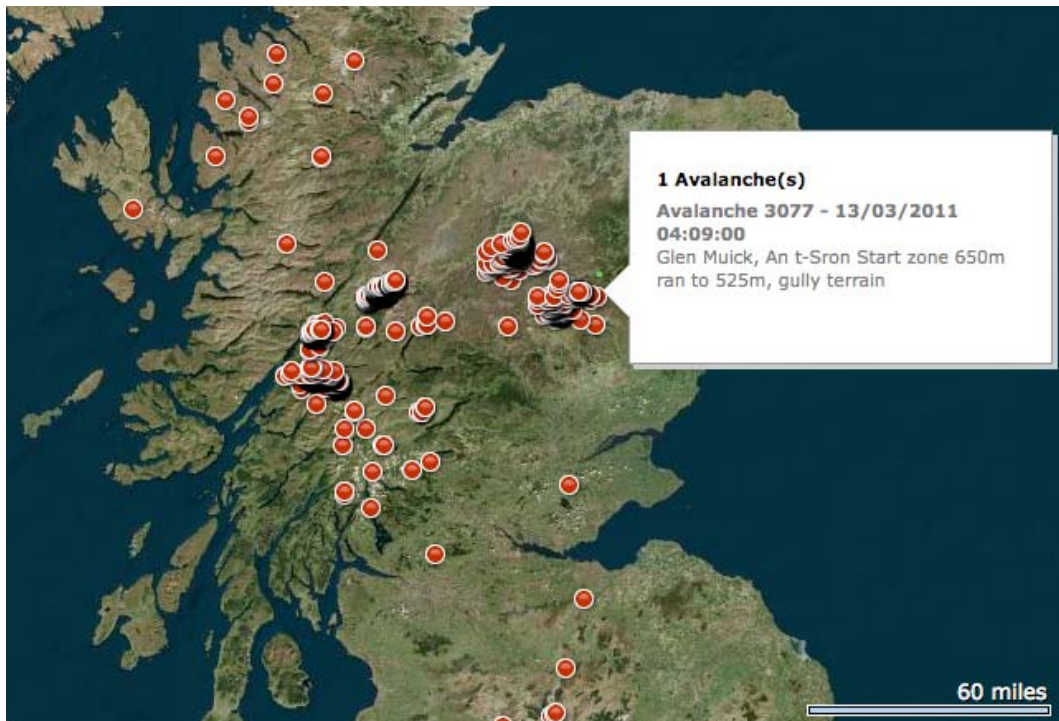 1 Avalanche(s)
Avalanche 3077 - 13/03/2011
04:09:00
Glen Muick, An t-Sron Start zone 650m
ran to 525m, gully terrain
60 miles